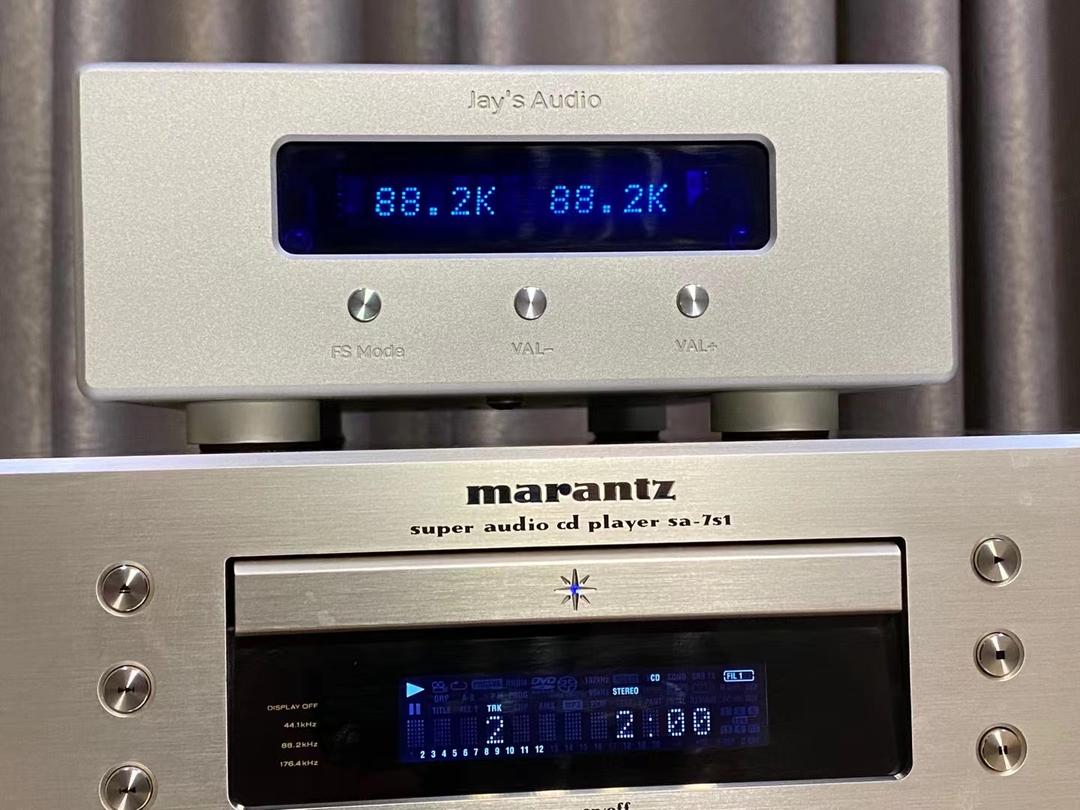 Jay's Audio
88.2K 88.2K
FS Mode VAL- VAL+
marantz
super audio cd player sa-7s1
CD FIL 1
STEREO
TRK
2 2:00
2 3 4 5 6 7 8 9 10 11 12
DISPLAY OFF
44.1kHz
88.2kHz
176.4kHz
on/off